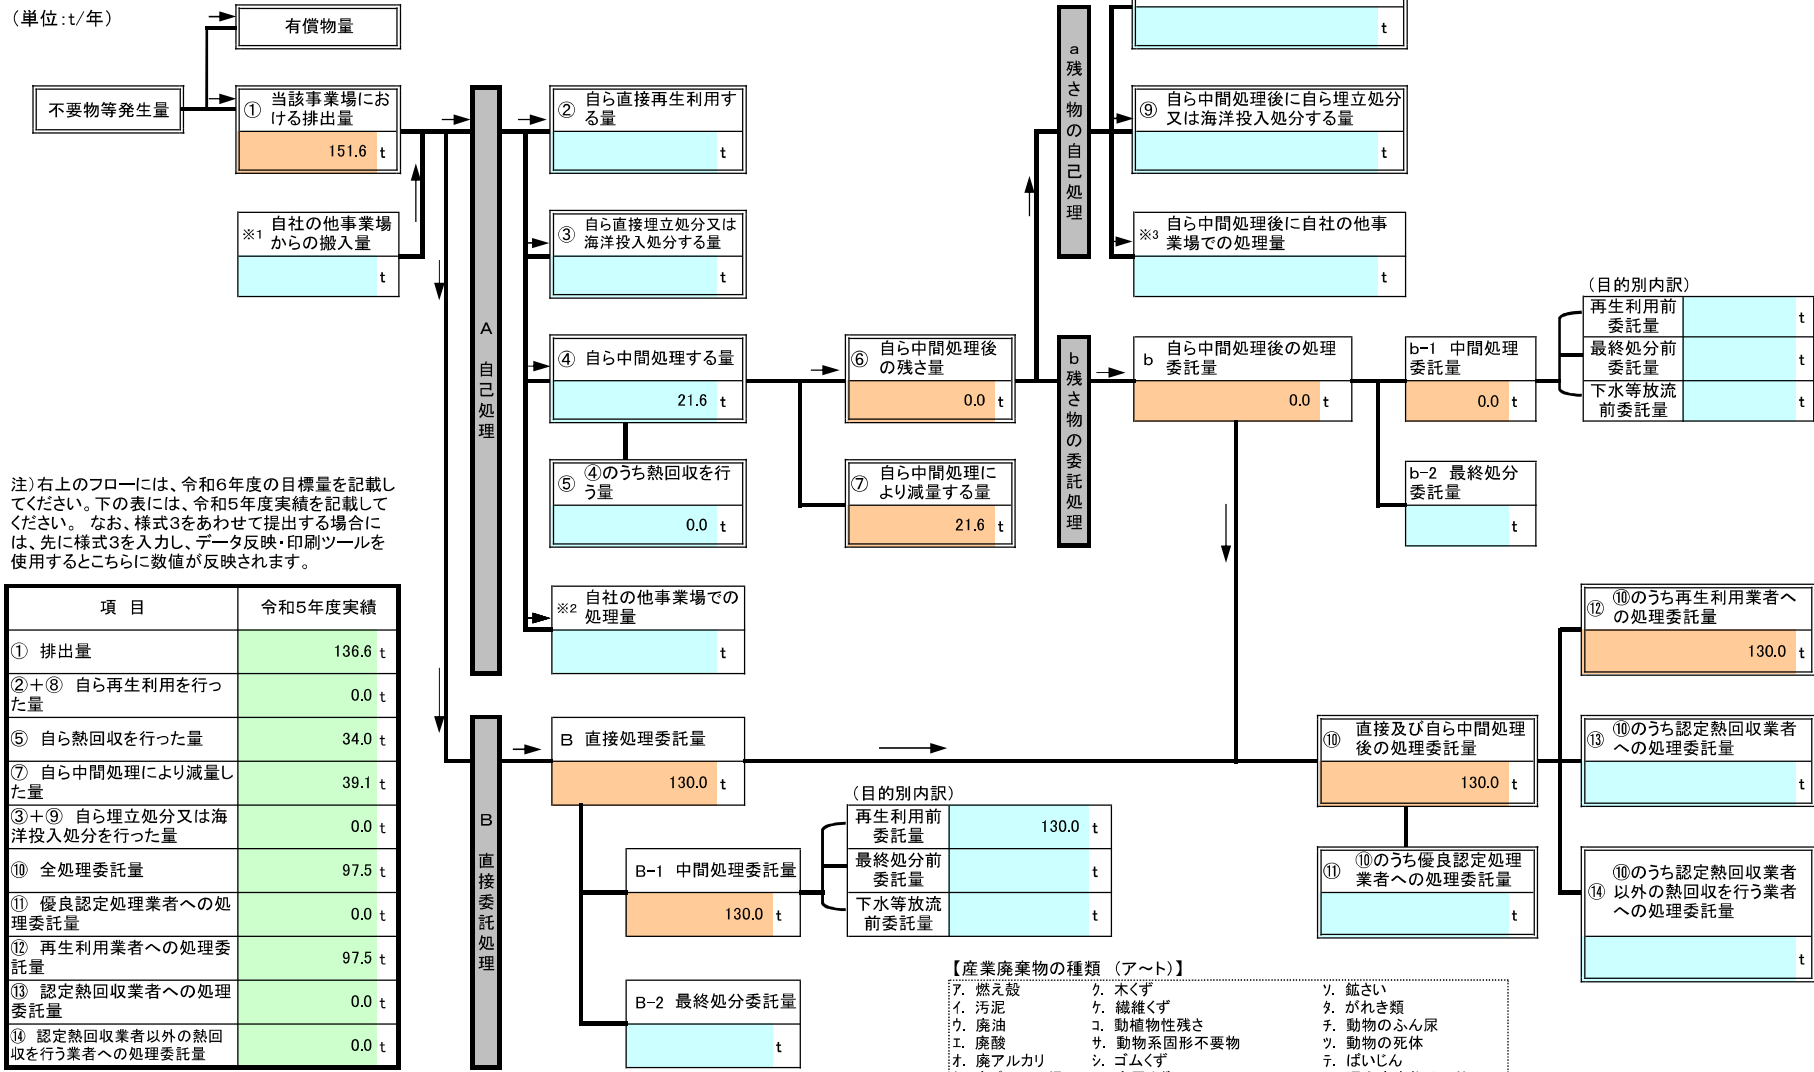 (単位:t/年)
有償物量
不要物等発生量
① 当該事業場にお
ける排出量
151.6 t
※1 自社の他事業場
からの搬入量
t
A 自己処理
② 自ら直接再生利用す
る量
t
③ 自ら直接埋立処分又は
海洋投入処分する量
t
④ 自ら中間処理する量
21.6 t
⑤ ④のうち熱回収を行
う量
0.0 t
※2 自社の他事業場での
処理量
t
⑥ 自ら中間処理後
の残さ量
0.0 t
⑦ 自ら中間処理に
より減量する量
21.6 t
a 残さ物の自己処理
t
⑨ 自ら中間処理後に自ら埋立処分
又は海洋投入処分する量
t
※3 自ら中間処理後に自社の他事
業場での処理量
t
b 残さ物の委託処理
b 自ら中間処理後の処理
委託量
0.0 t
b-1 中間処理
委託量
0.0 t
(目的別内訳)
再生利用前
委託量
t
最終処分前
委託量
t
下水等放流
前委託量
t
b-2 最終処分
委託量
t
注)右上のフローには、令和6年度の目標量を記載し
てください。下の表には、令和5年度実績を記載して
ください。 なお、様式3をあわせて提出する場合に
は、先に様式3を入力し、データ反映・印刷ツールを
使用するとこちらに数値が反映されます。
項 目 令和5年度実績
① 排出量 136.6 t
②+⑧ 自ら再生利用を行っ
た量 0.0 t
⑤ 自ら熱回収を行った量 34.0 t
⑦ 自ら中間処理により減量し
た量 39.1 t
③+⑨ 自ら埋立処分又は海
洋投入処分を行った量 0.0 t
⑩ 全処理委託量 97.5 t
⑪ 優良認定処理業者への処
理委託量 0.0 t
⑫ 再生利用業者への処理委
託量 97.5 t
⑬ 認定熱回収業者への処理
委託量 0.0 t
⑭ 認定熱回収業者以外の熱回
収を行う業者への処理委託量 0.0 t
B 直接委託処理
B 直接処理委託量
130.0 t
B-1 中間処理委託量
130.0 t
(目的別内訳)
再生利用前
委託量
130.0 t
最終処分前
委託量
t
下水等放流
前委託量
t
B-2 最終処分委託量
t
⑩ 直接及び自ら中間処理
後の処理委託量
130.0 t
⑪ ⑩のうち優良認定処理
業者への処理委託量
t
⑫ ⑩のうち再生利用業者へ
の処理委託量
130.0 t
⑬ ⑩のうち認定熱回収業者
への処理委託量
t
⑭ ⑩のうち認定熱回収業者
以外の熱回収を行う業者
への処理委託量
t
【産業廃棄物の種類 (ア~ト)】
ア. 燃え殻 ク. 木くず ソ. 鉱さい
イ. 汚泥 ケ. 繊維くず タ. がれき類
ウ. 廃油 コ. 動植物性残さ チ. 動物のふん尿
エ. 廃酸 サ. 動物系固形不要物 ツ. 動物の死体
オ. 廃アルカリ シ. ゴムくず テ. ばいじん